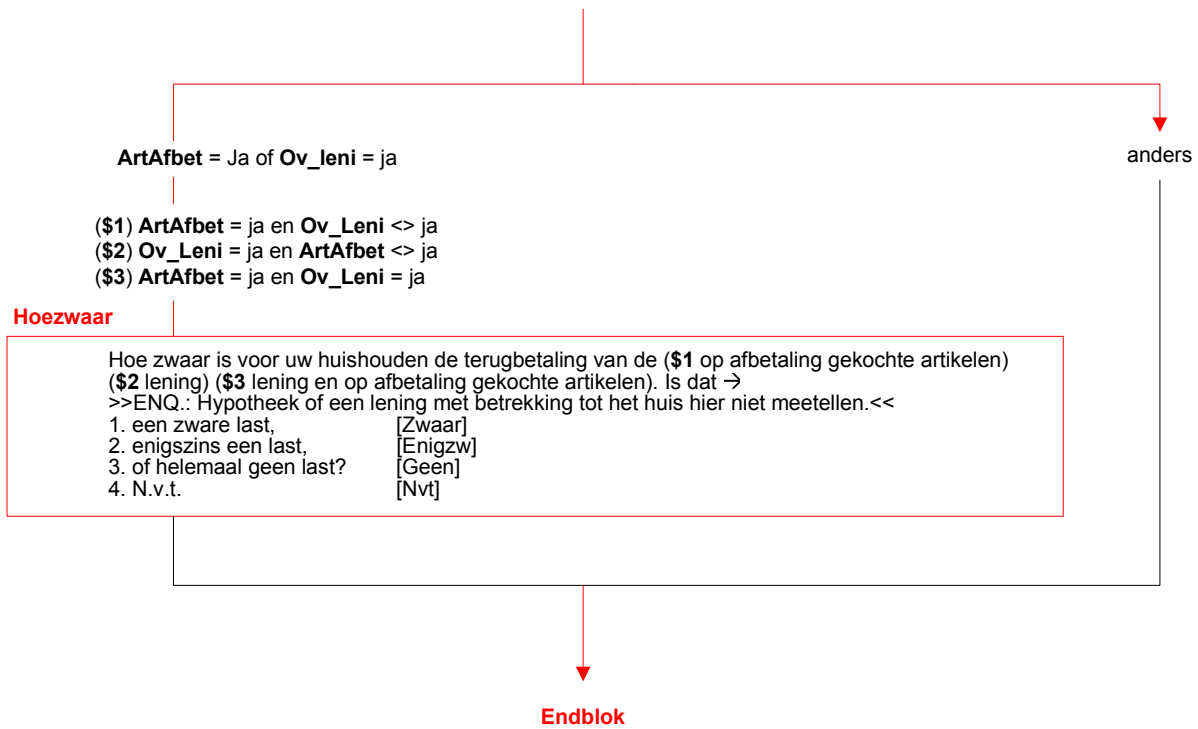 ArtAfbet = Ja of Ov_leni = ja
anders
($1) ArtAfbet = ja en Ov_Leni <> ja
($2) Ov_Leni = ja en ArtAfbet <> ja
($3) ArtAfbet = ja en Ov_Leni = ja
Hoezwaar
Hoe zwaar is voor uw huishouden de terugbetaling van de ($1 op afbetaling gekochte artikelen)
($2 lening) ($3 lening en op afbetaling gekochte artikelen). Is dat →
>>ENQ.: Hypotheek of een lening met betrekking tot het huis hier niet meetellen.<<
1. een zware last, [Zwaar]
2. enigszins een last, [Enigzw]
3. of helemaal geen last? [Geen]
4. N.v.t. [Nvt]
Endblok